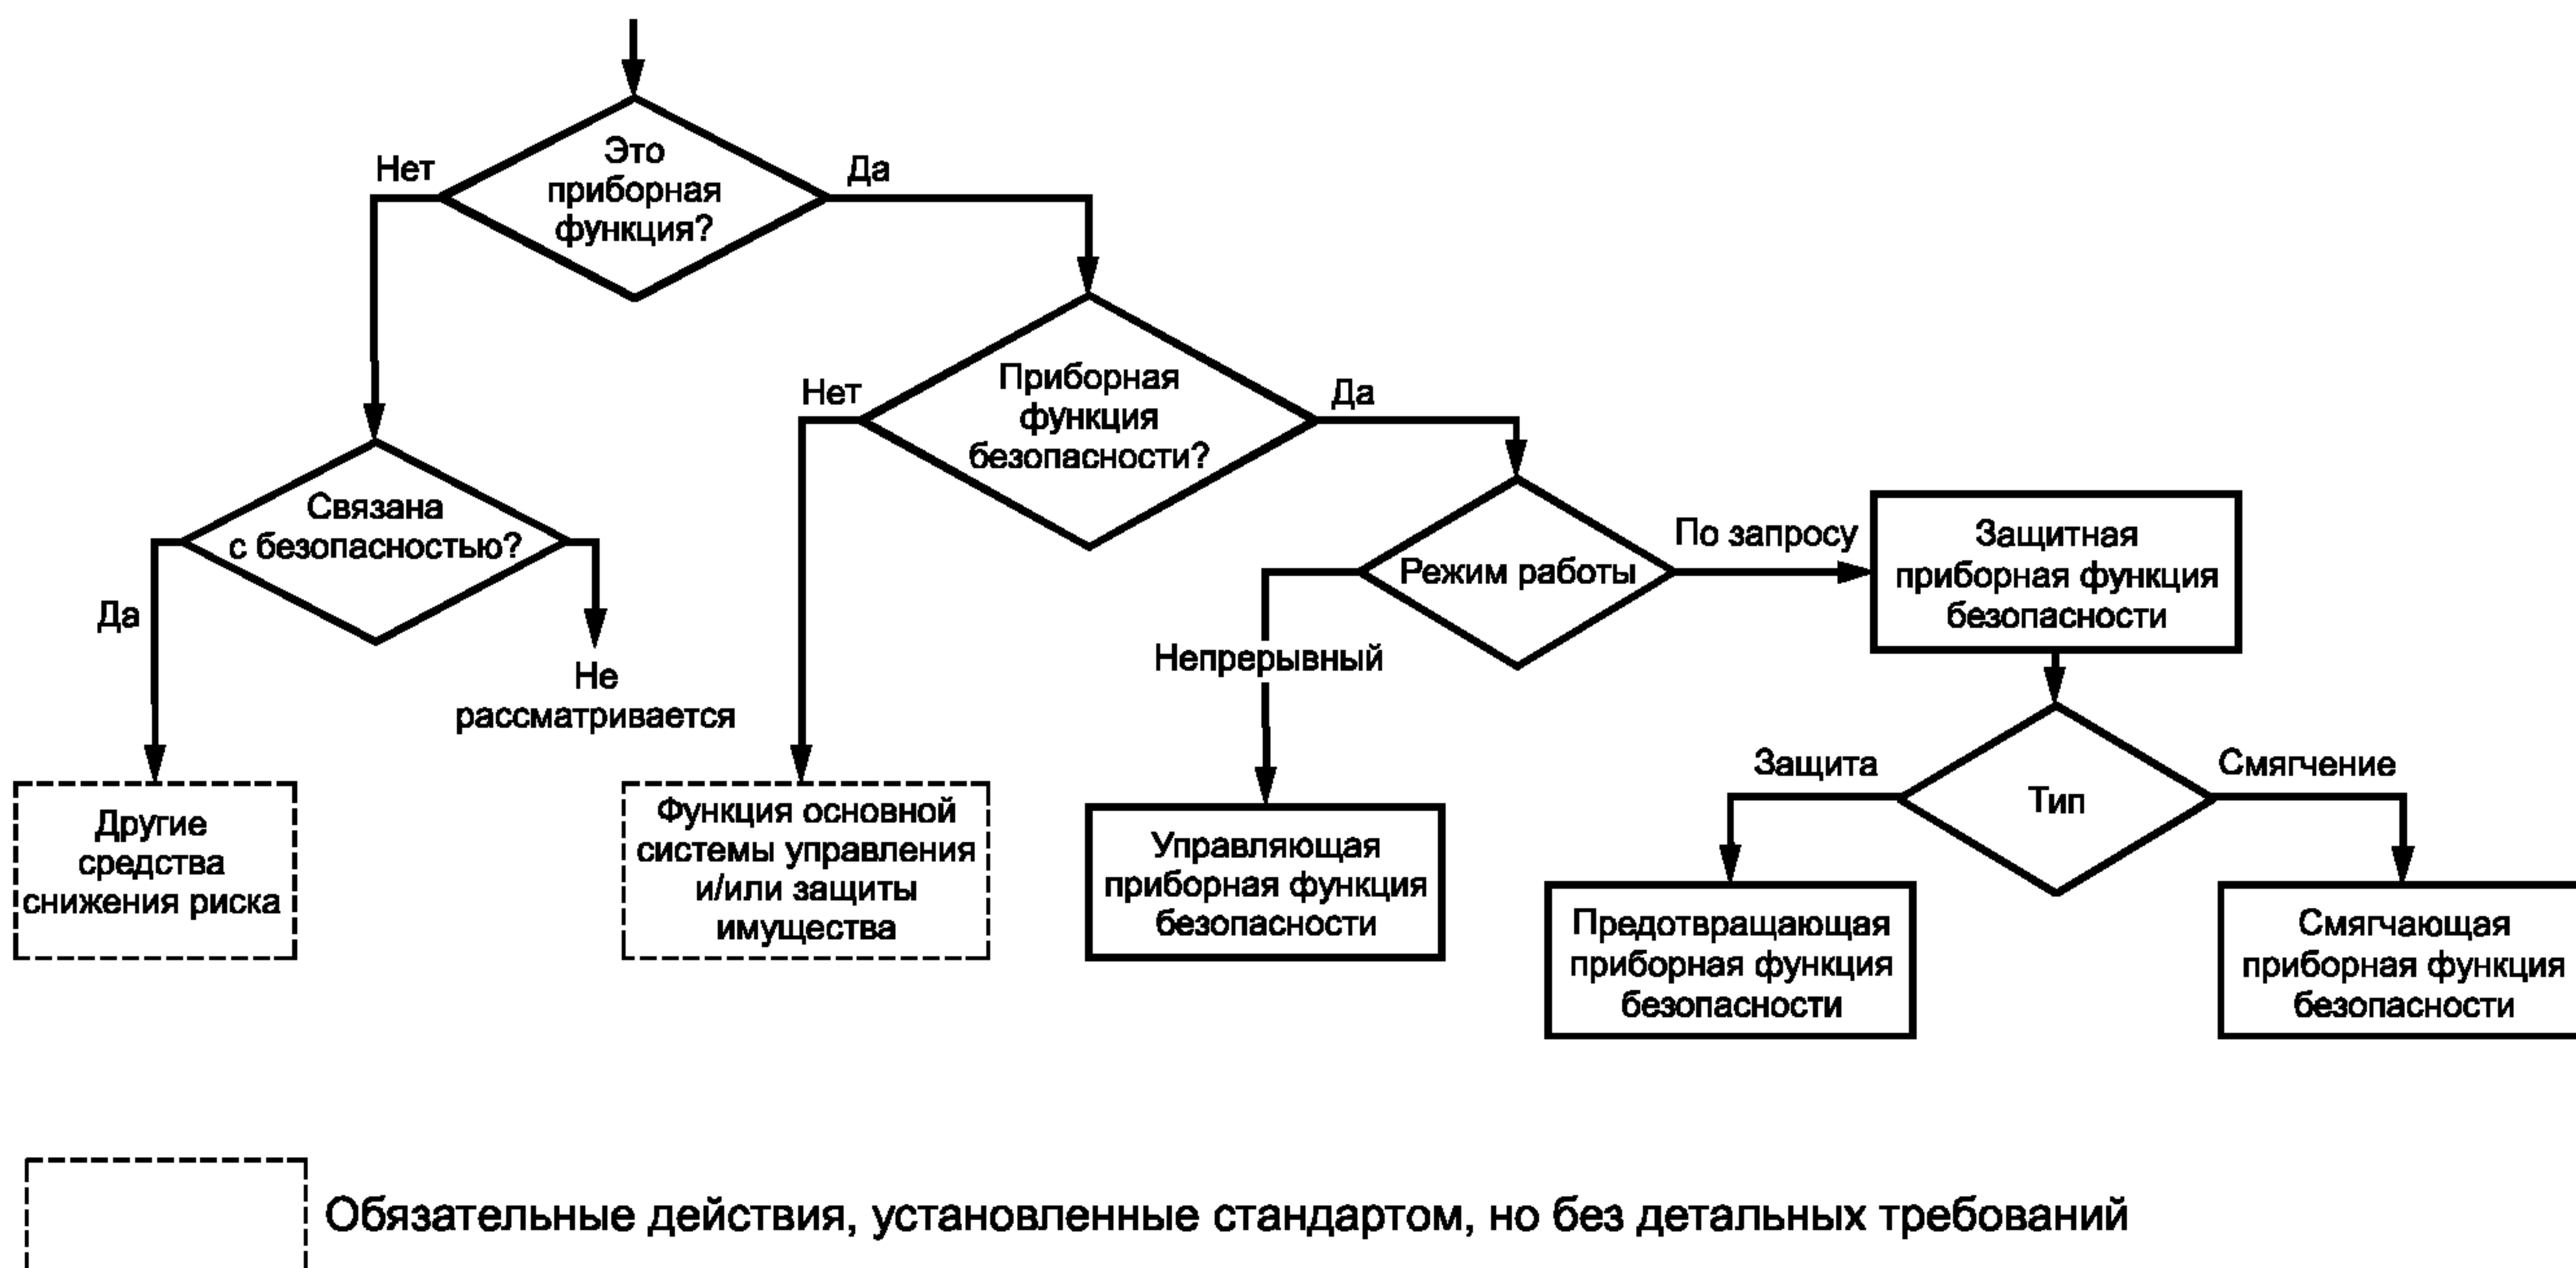 Это
приборная
функция?
Нет
Да
Приборная
функция
безопасности?
Нет
Да
Связана
с безопасностью?
Да
Не
рассматривается
Режим работы
По запросу
Непрерывный
Защитная
приборная функция
безопасности
Тип
Защита
Смягчение
Другие
средства
снижения риска
Функция основной
системы управления
и/или защиты
имущества
Управляющая
приборная функция
безопасности
Предотвращающая
приборная функция
безопасности
Смягчающая
приборная функция
безопасности
Обязательные действия, установленные стандартом, но без детальных требований